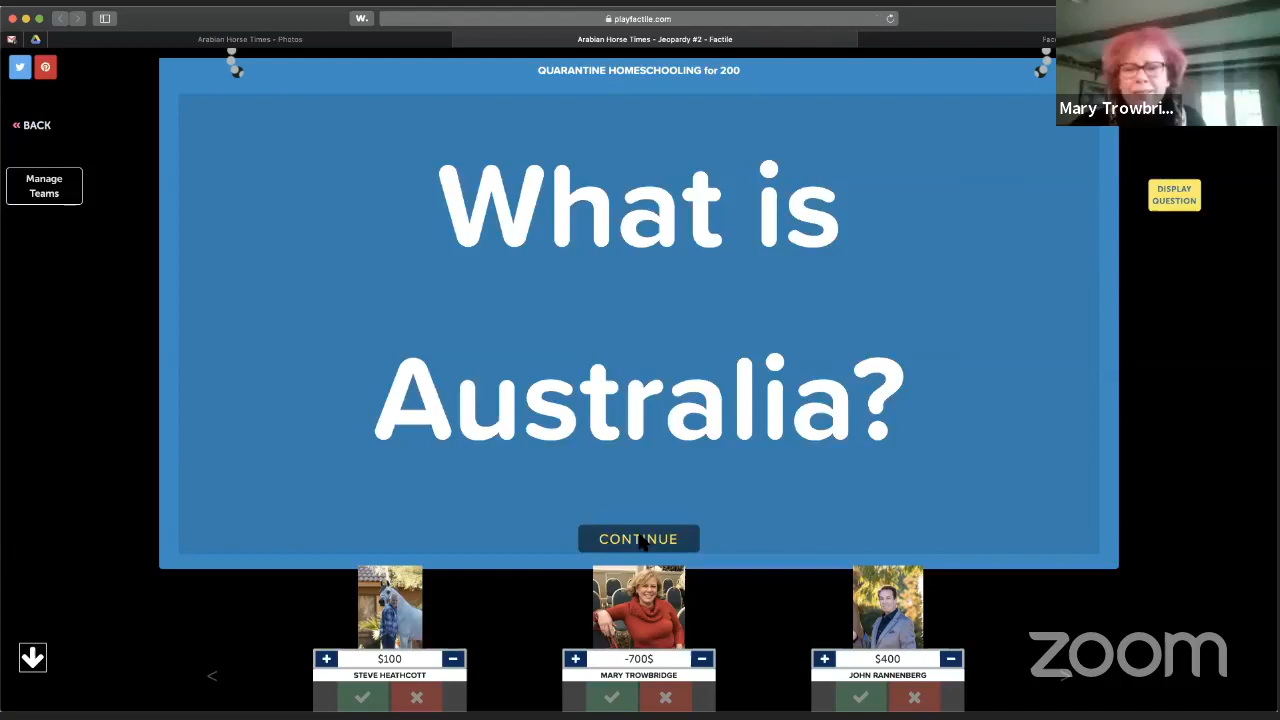 W.
playfactile.com
Arabian Horse Times - Photos
Arabian Horse Times - Jeopardy #2 - Factile
Fac
QUARANTINE HOMESCHOOLING for 200
Mary Trowbri...
« BACK
Manage
Teams
DISPLAY
QUESTION
What is
Australia?
CONTINUE
+ $100 −
+ -700$ −
+ $400 −
STEVE HEATHCOTT
MARY TROWBRIDGE
JOHN RANNENBERG
zoom